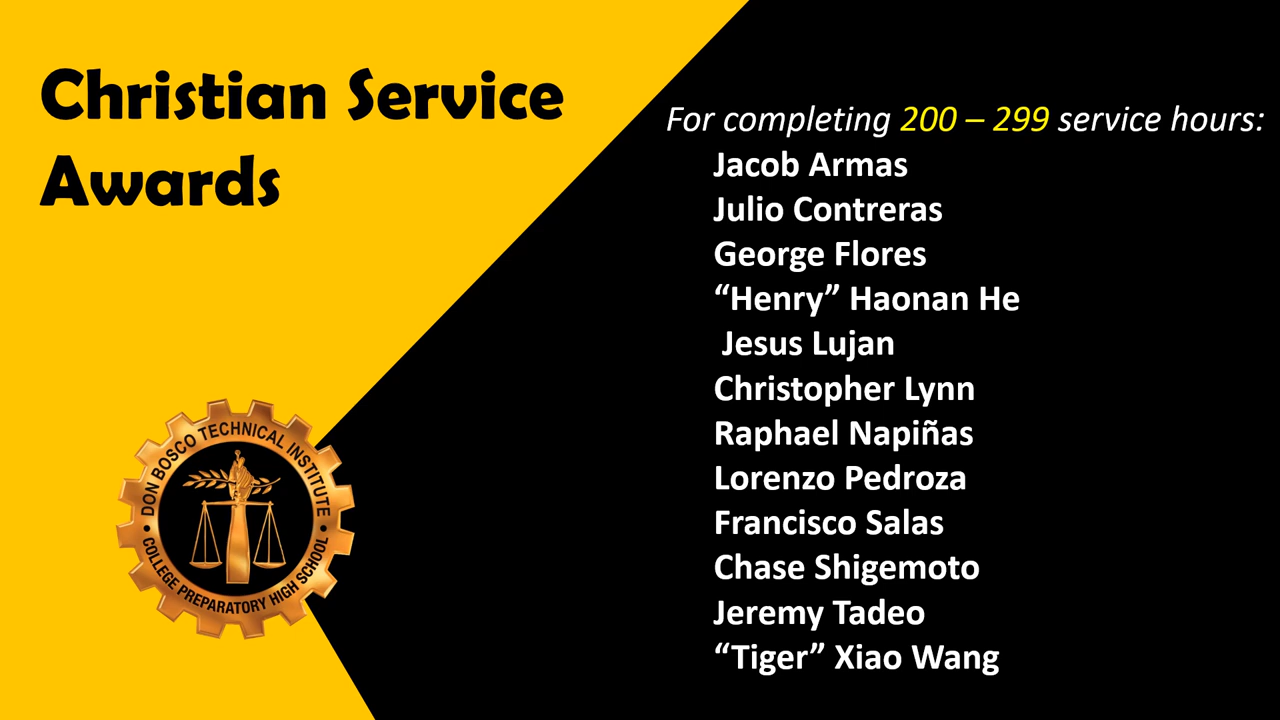 Christian Service
Awards
For completing 200 – 299 service hours:
Jacob Armas
Julio Contreras
George Flores
“Henry” Haonan He
Jesus Lujan
Christopher Lynn
Raphael Napiñas
Lorenzo Pedroza
Francisco Salas
Chase Shigemoto
Jeremy Tadeo
“Tiger” Xiao Wang
DON BOSCO TECHNICAL INSTITUTE
• COLLEGE PREPARATORY HIGH SCHOOL •